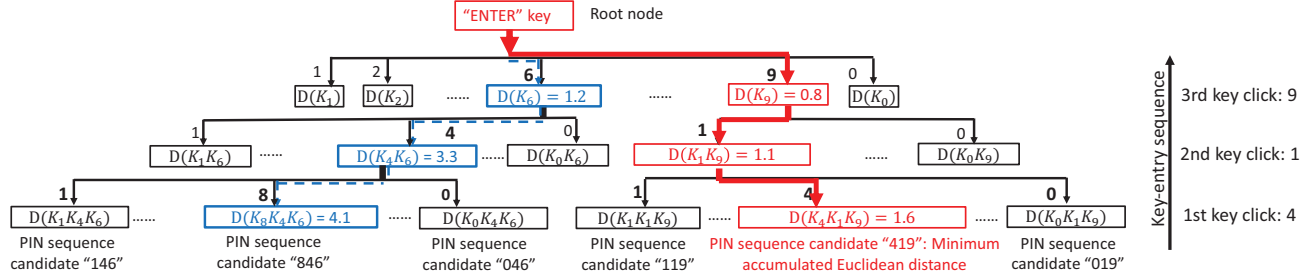 "ENTER" key Root node
1 2 6 9 0
D(K₁) D(K₂) ...... D(K₆) = 1.2 ...... D(K₉) = 0.8 D(K₀) 3rd key click: 9
1 4 0 1 0
D(K₁K₆) ...... D(K₄K₆) = 3.3 ...... D(K₀K₆) D(K₁K₉) = 1.1 ...... D(K₀K₉) 2nd key click: 1
1 8 0 1 4 0
D(K₁K₄K₆) ...... D(K₈K₄K₆) = 4.1 ...... D(K₀K₄K₆) D(K₁K₁K₉) ...... D(K₄K₁K₉) = 1.6 ...... D(K₀K₁K₉) 1st key click: 4
PIN sequence PIN sequence PIN sequence PIN sequence PIN sequence candidate "419": Minimum PIN sequence
candidate "146" candidate "846" candidate "046" candidate "119" accumulated Euclidean distance candidate "019"
Key-entry sequence